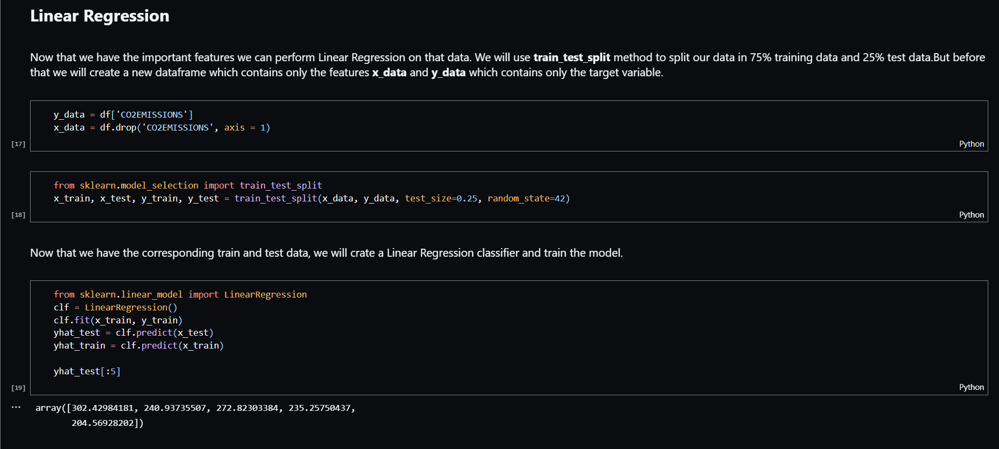 Linear Regression
Now that we have the important features we can perform Linear Regression on that data. We will use train_test_split method to split our data in 75% training data and 25% test data.But before
that we will create a new dataframe which contains only the features x_data and y_data which contains only the target variable.
y_data = df['CO2EMISSIONS']
x_data = df.drop('CO2EMISSIONS', axis = 1)
[17]
Python
from sklearn.model_selection import train_test_split
x_train, x_test, y_train, y_test = train_test_split(x_data, y_data, test_size=0.25, random_state=42)
[18]
Python
Now that we have the corresponding train and test data, we will crate a Linear Regression classifier and train the model.
from sklearn.linear_model import LinearRegression
clf = LinearRegression()
clf.fit(x_train, y_train)
yhat_test = clf.predict(x_test)
yhat_train = clf.predict(x_train)
yhat_test[:5]
[19]
Python
... array([302.42984181, 240.93735507, 272.82303384, 235.25750437,
204.56928202])